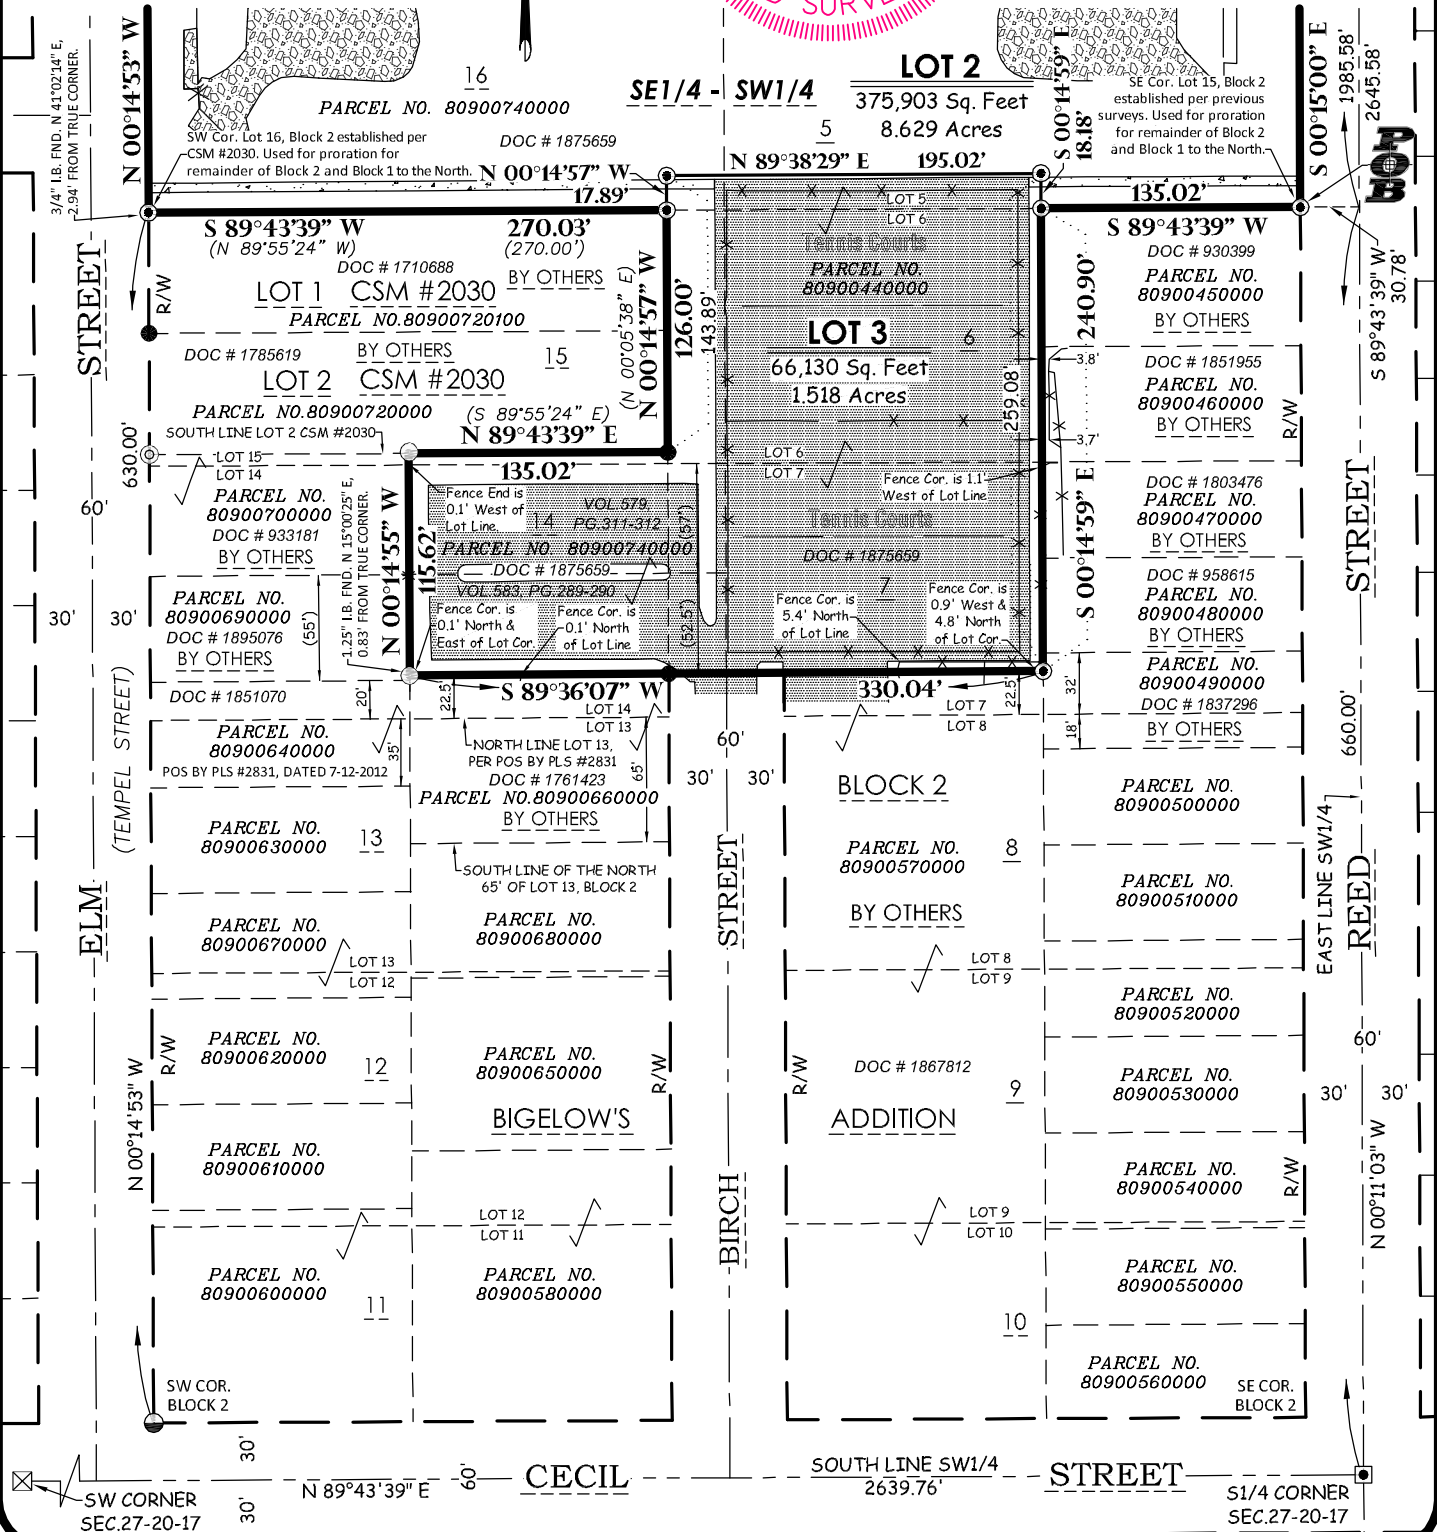 D SURVE
N 00°14'53" W
3/4" I.B. FND. N 41°02'14" E,
2.94' FROM TRUE CORNER.
16
PARCEL NO. 80900740000
DOC # 1875659
SW Cor. Lot 16, Block 2 established per
CSM #2030. Used for proration for
remainder of Block 2 and Block 1 to the North.
SE1/4 - SW1/4
LOT 2
375,903 Sq. Feet
8.629 Acres
5
S 00°14'59" E
18.18'
SE Cor. Lot 15, Block 2
established per previous
surveys. Used for proration
for remainder of Block 2
and Block 1 to the North.
S 00°15'00" E
1985.58'
2645.58'
POB
N 00°14'57" W
17.89'
N 89°38'29" E 195.02'
135.02'
S 89°43'39" W
S 89°43'39" W
30.78'
S 89°43'39" W 270.03'
(N 89°55'24" W) (270.00')
DOC # 1710688
LOT 1 CSM #2030
BY OTHERS
PARCEL NO.80900720100
R/W
STREET
DOC # 1785619
BY OTHERS
15
LOT 2 CSM #2030
PARCEL NO.80900720000
(S 89°55'24" E)
SOUTH LINE LOT 2 CSM #2030
N 89°43'39" E
135.02'
(N 00°05'38" E)
N 00°14'57" W
126.00'
143.89'
LOT 5
LOT 6
Tennis Courts
PARCEL NO.
80900440000
LOT 3
66,130 Sq. Feet
1.518 Acres
6
259.08'
240.90'
3.8'
3.7'
S 00°14'59" E
DOC # 930399
PARCEL NO.
80900450000
BY OTHERS
DOC # 1851955
PARCEL NO.
80900460000
BY OTHERS
R/W
DOC # 1803476
PARCEL NO.
80900470000
BY OTHERS
DOC # 958615
PARCEL NO.
80900480000
BY OTHERS
PARCEL NO.
80900490000
DOC # 1837296
BY OTHERS
STREET
630.00'
60'
LOT 15
LOT 14
PARCEL NO.
80900700000
DOC # 933181
BY OTHERS
PARCEL NO.
80900690000
DOC # 1895076
BY OTHERS
30' 30'
(55')
1.25" I.B. FND. N 15°00'25" E,
0.83' FROM TRUE CORNER.
N 00°14'55" W
115.62'
Fence End is
0.1' West of
Lot Line.
14
VOL.579,
PG.311-312
PARCEL NO. 80900740000
DOC # 1875659
VOL.583, PG.289-290
Fence Cor. is
0.1' North &
East of Lot Cor.
Fence Cor. is
0.1' North
of Lot Line
(57')
(52.5')
LOT 6
LOT 7
Fence Cor. is 1.1'
West of Lot Line
Tennis Courts
DOC # 1875659
7
Fence Cor. is
5.4' North
of Lot Line
Fence Cor. is
0.9' West &
4.8' North
of Lot Cor.
S 89°36'07" W
330.04'
22.5'
22.5'
32'
18'
(TEMPEL STREET)
DOC # 1851070
20'
35'
PARCEL NO.
80900640000
POS BY PLS #2831, DATED 7-12-2012
LOT 14
LOT 13
NORTH LINE LOT 13,
PER POS BY PLS #2831
DOC # 1761423
PARCEL NO.80900660000
BY OTHERS
65'
SOUTH LINE OF THE NORTH
65' OF LOT 13, BLOCK 2
60'
30' 30'
LOT 7
LOT 8
BLOCK 2
PARCEL NO.
80900570000
8
BY OTHERS
PARCEL NO.
80900500000
660.00'
EAST LINE SW1/4
PARCEL NO.
80900510000
REED
PARCEL NO.
80900630000
13
ELM
PARCEL NO.
80900670000
LOT 13
LOT 12
PARCEL NO.
80900680000
STREET
LOT 8
LOT 9
PARCEL NO.
80900520000
60'
R/W
PARCEL NO.
80900620000
12
PARCEL NO.
80900650000
R/W
R/W
DOC # 1867812
9
PARCEL NO.
80900530000
30' 30'
N 00°14'53" W
BIGELOW'S
ADDITION
PARCEL NO.
80900610000
PARCEL NO.
80900540000
R/W
N 00°11'03" W
BIRCH
LOT 12
LOT 11
LOT 9
LOT 10
PARCEL NO.
80900600000
11
PARCEL NO.
80900580000
PARCEL NO.
80900550000
10
PARCEL NO.
80900560000
SW COR.
BLOCK 2
SE COR.
BLOCK 2
30'
30'
N 89°43'39" E
60'
CECIL
SOUTH LINE SW1/4
2639.76'
STREET
SW CORNER
SEC.27-20-17
S1/4 CORNER
SEC.27-20-17